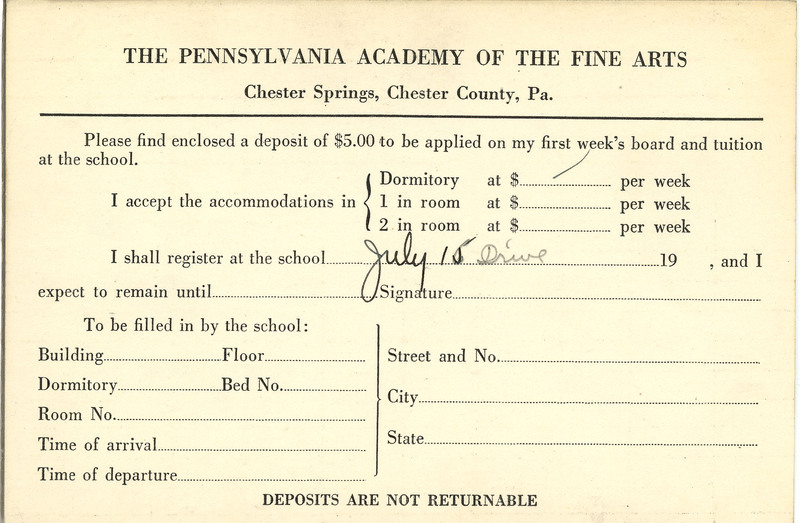 THE PENNSYLVANIA ACADEMY OF THE FINE ARTS
Chester Springs, Chester County, Pa.
Please find enclosed a deposit of $5.00 to be applied on my first week's board and tuition
at the school.
I accept the accommodations in
Dormitory at $ per week
1 in room at $ per week
2 in room at $ per week
I shall register at the school July 15 Drive 19 , and I
expect to remain until Signature
To be filled in by the school:
Building Floor
Dormitory Bed No.
Room No.
Time of arrival
Time of departure
Street and No.
City
State
DEPOSITS ARE NOT RETURNABLE